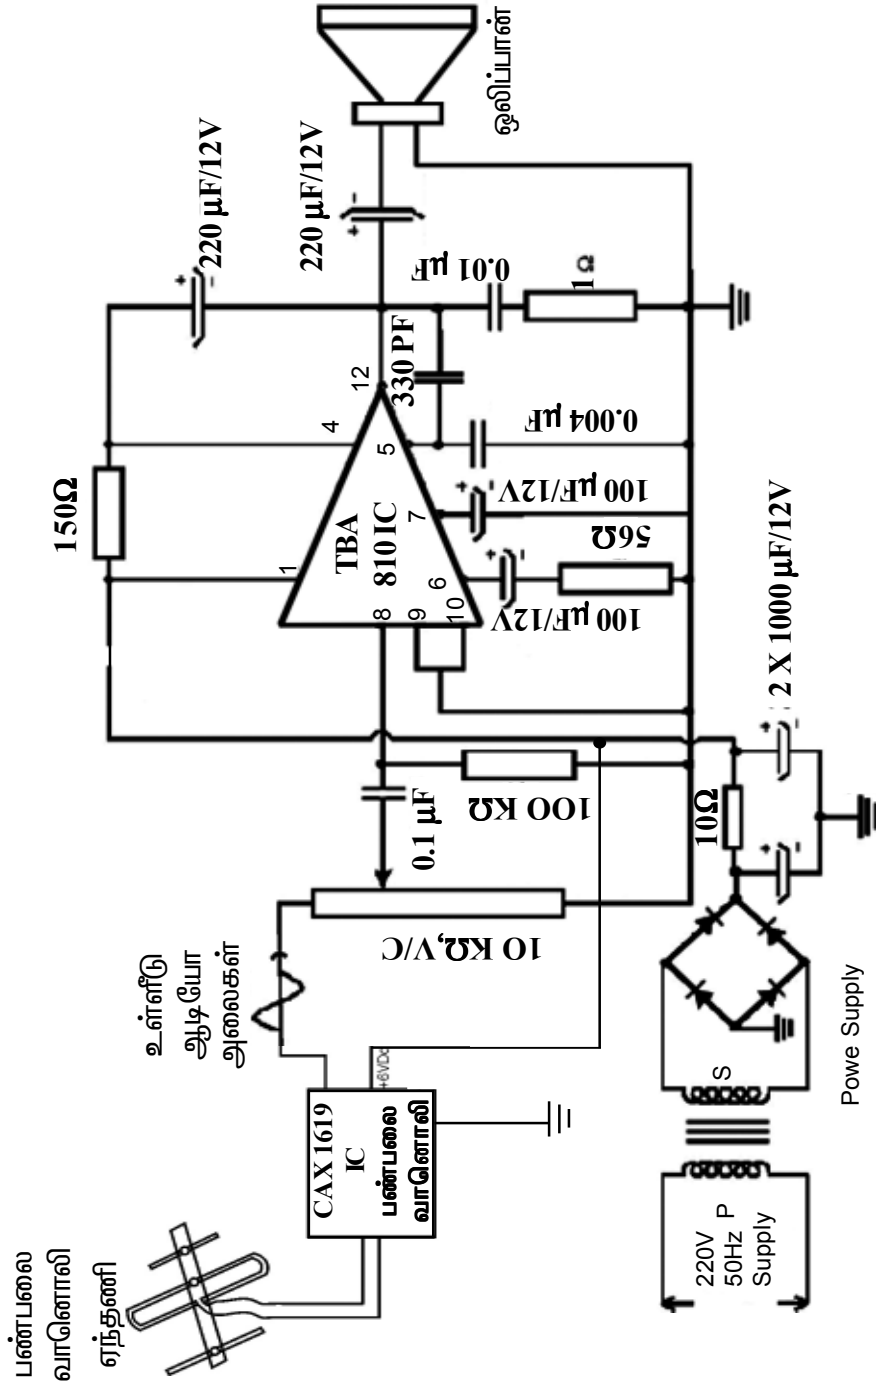 பண்பலை
வானொலி
ஏந்தணி
உள்ளீடு
ஆடியோ
அலைகள்
CAX 1619
IC
பண்பலை
வானொலி
+6VDc
10 KΩ,V/C
0.1 µF
100 KΩ
150Ω
1
TBA
810 IC
8
9
10
6
7
5
4
12
220 µF/12V
220 µF/12V
330 PF
0.01 µF
1 Ω
0.004 µF
100 µF/12V
56Ω
100 µF/12V
ஒலிப்பான்
220V
50Hz P
Supply
S
10Ω
2 X 1000 µF/12V
Powe Supply